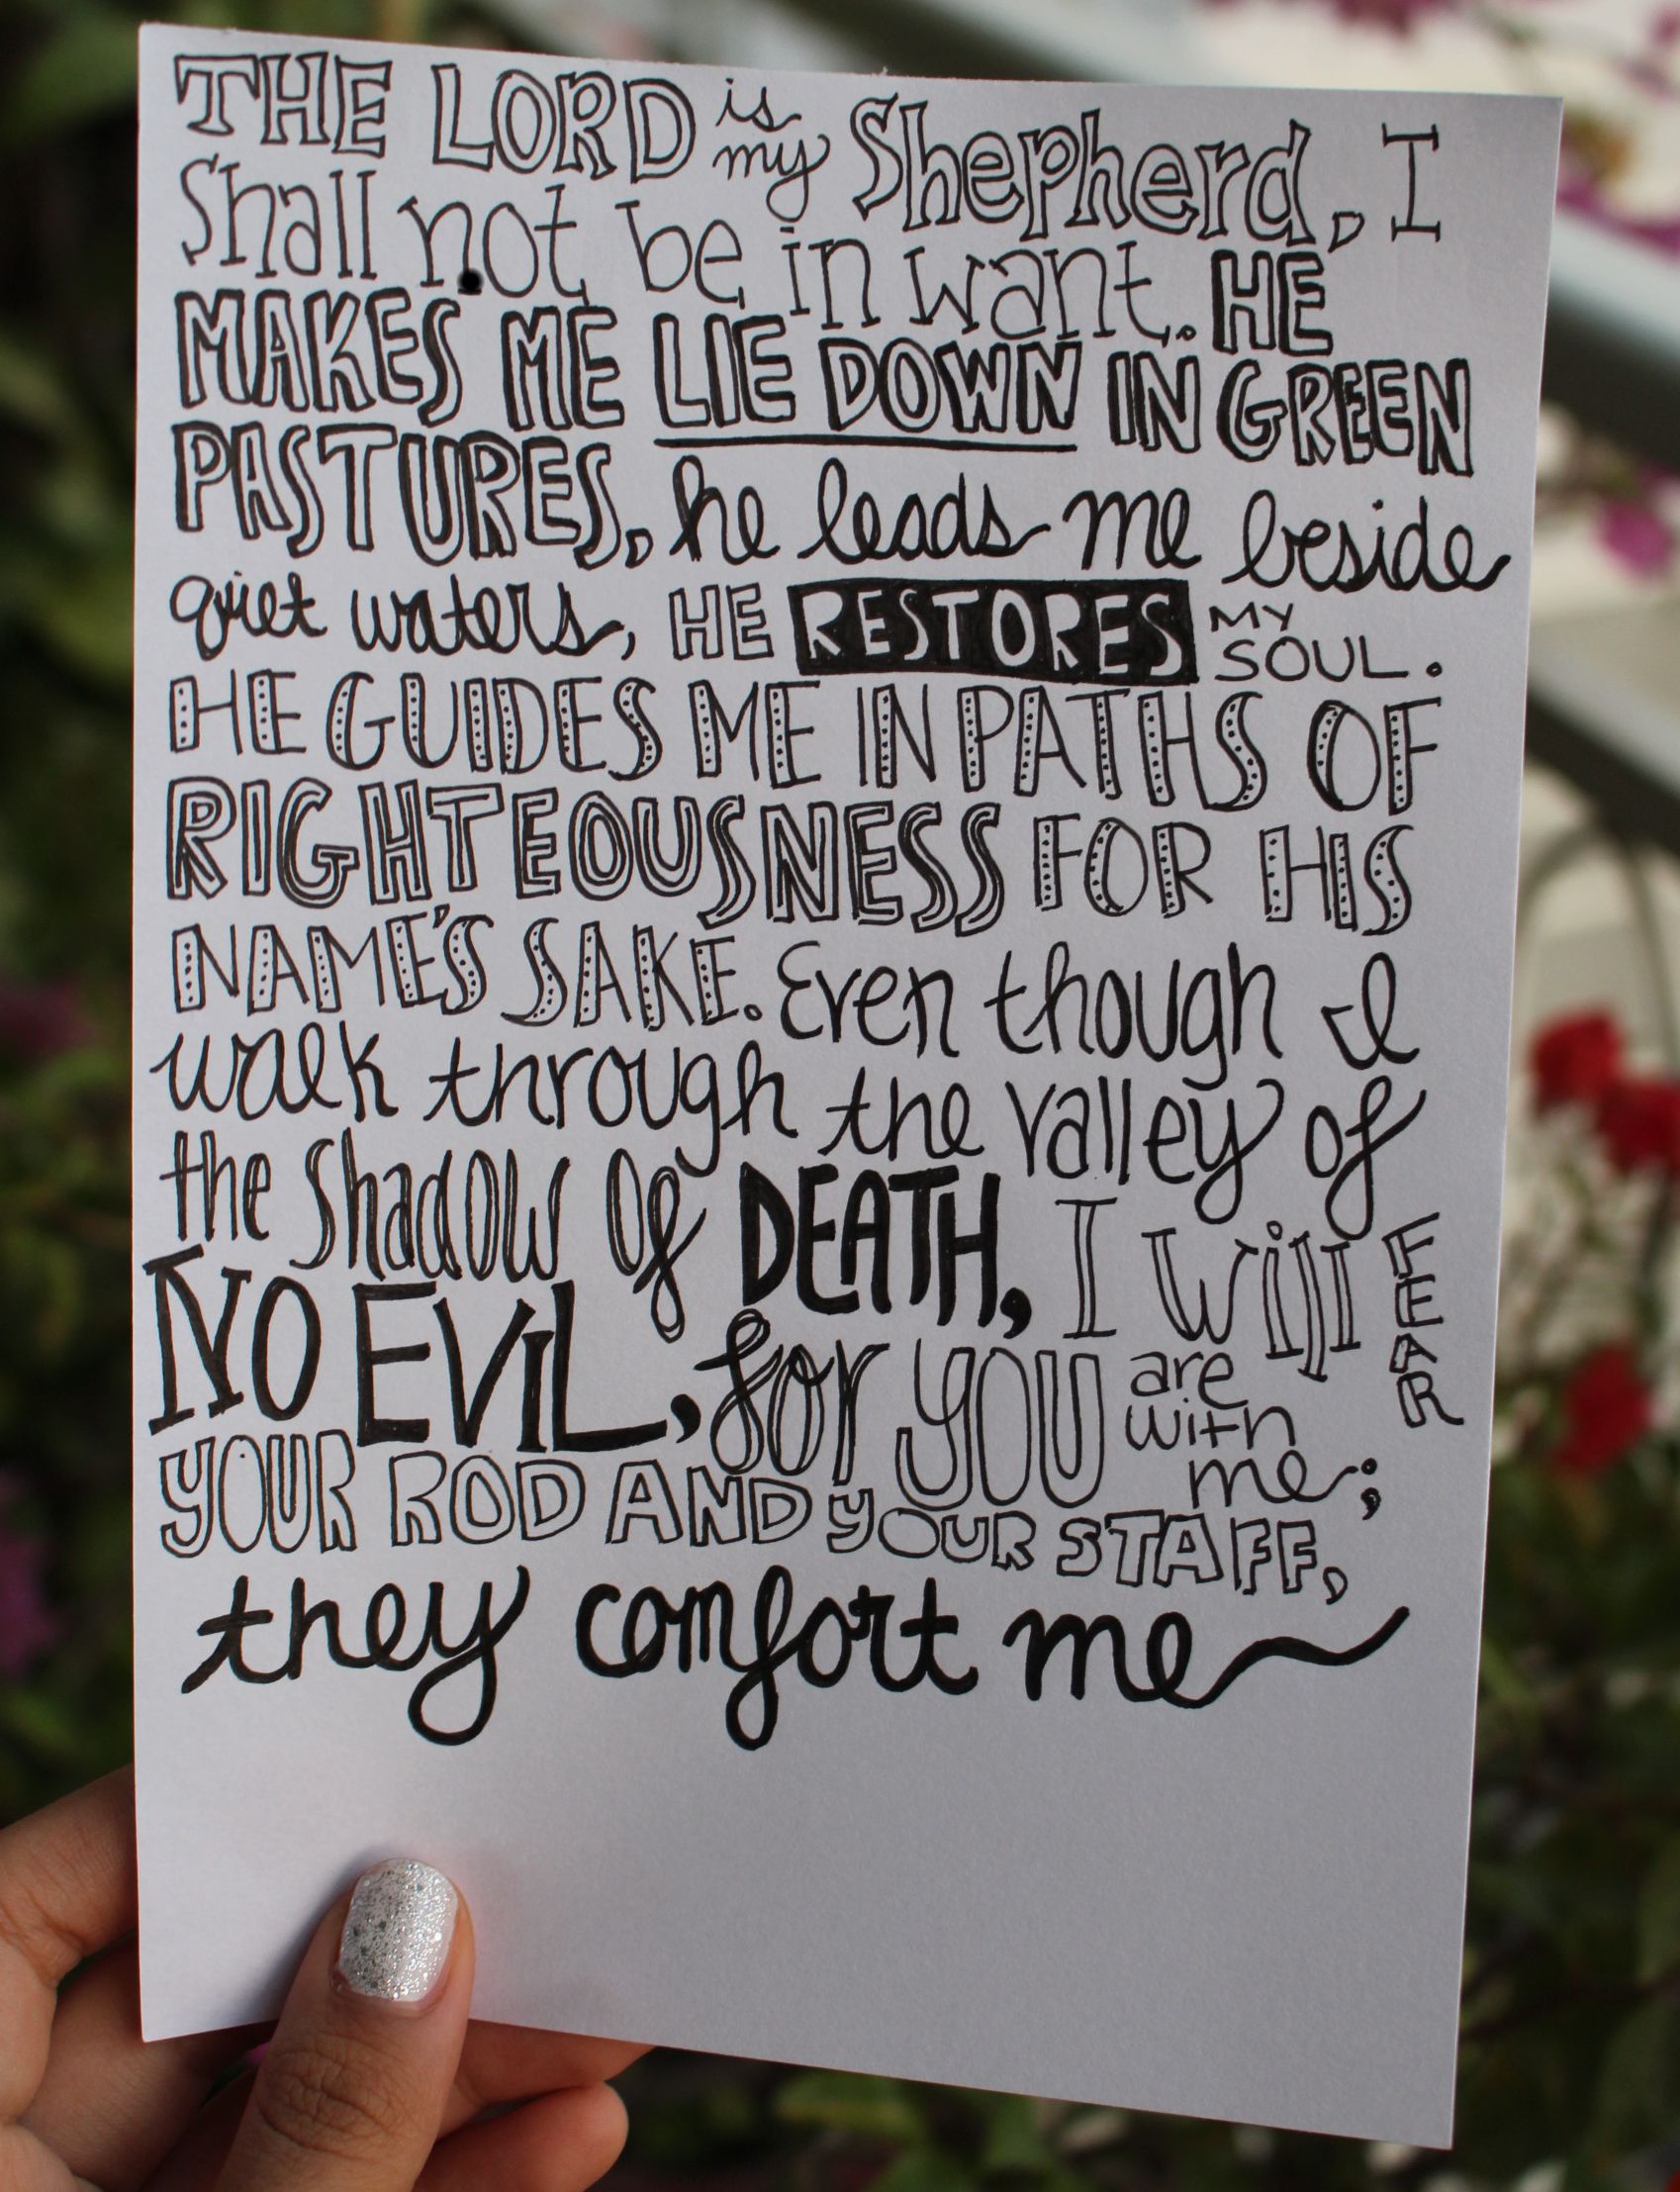 THE LORD is my Shepherd, I
Shall not be in want. HE
MAKES ME LIE DOWN IN GREEN
PASTURES, he leads me beside
quiet waters, HE RESTORES MY SOUL.
HE GUIDES ME IN PATHS OF
RIGHTEOUSNESS FOR HIS
NAME'S SAKE. Even though I
walk through the valley of
the Shadow Of DEATH, I Will FEAR
NO EVIL, for YOU are with me;
YOUR ROD AND YOUR STAFF,
they comfort me